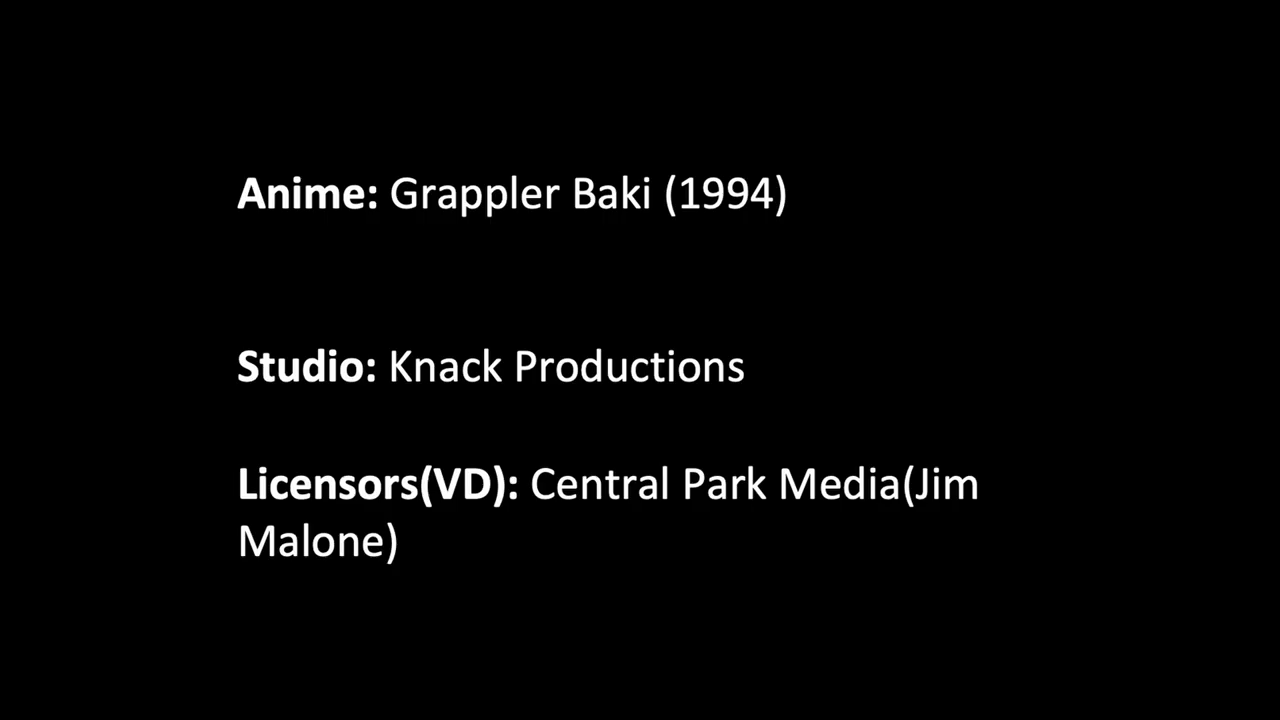 Anime: Grappler Baki (1994)
Studio: Knack Productions
Licensors(VD): Central Park Media(Jim
Malone)